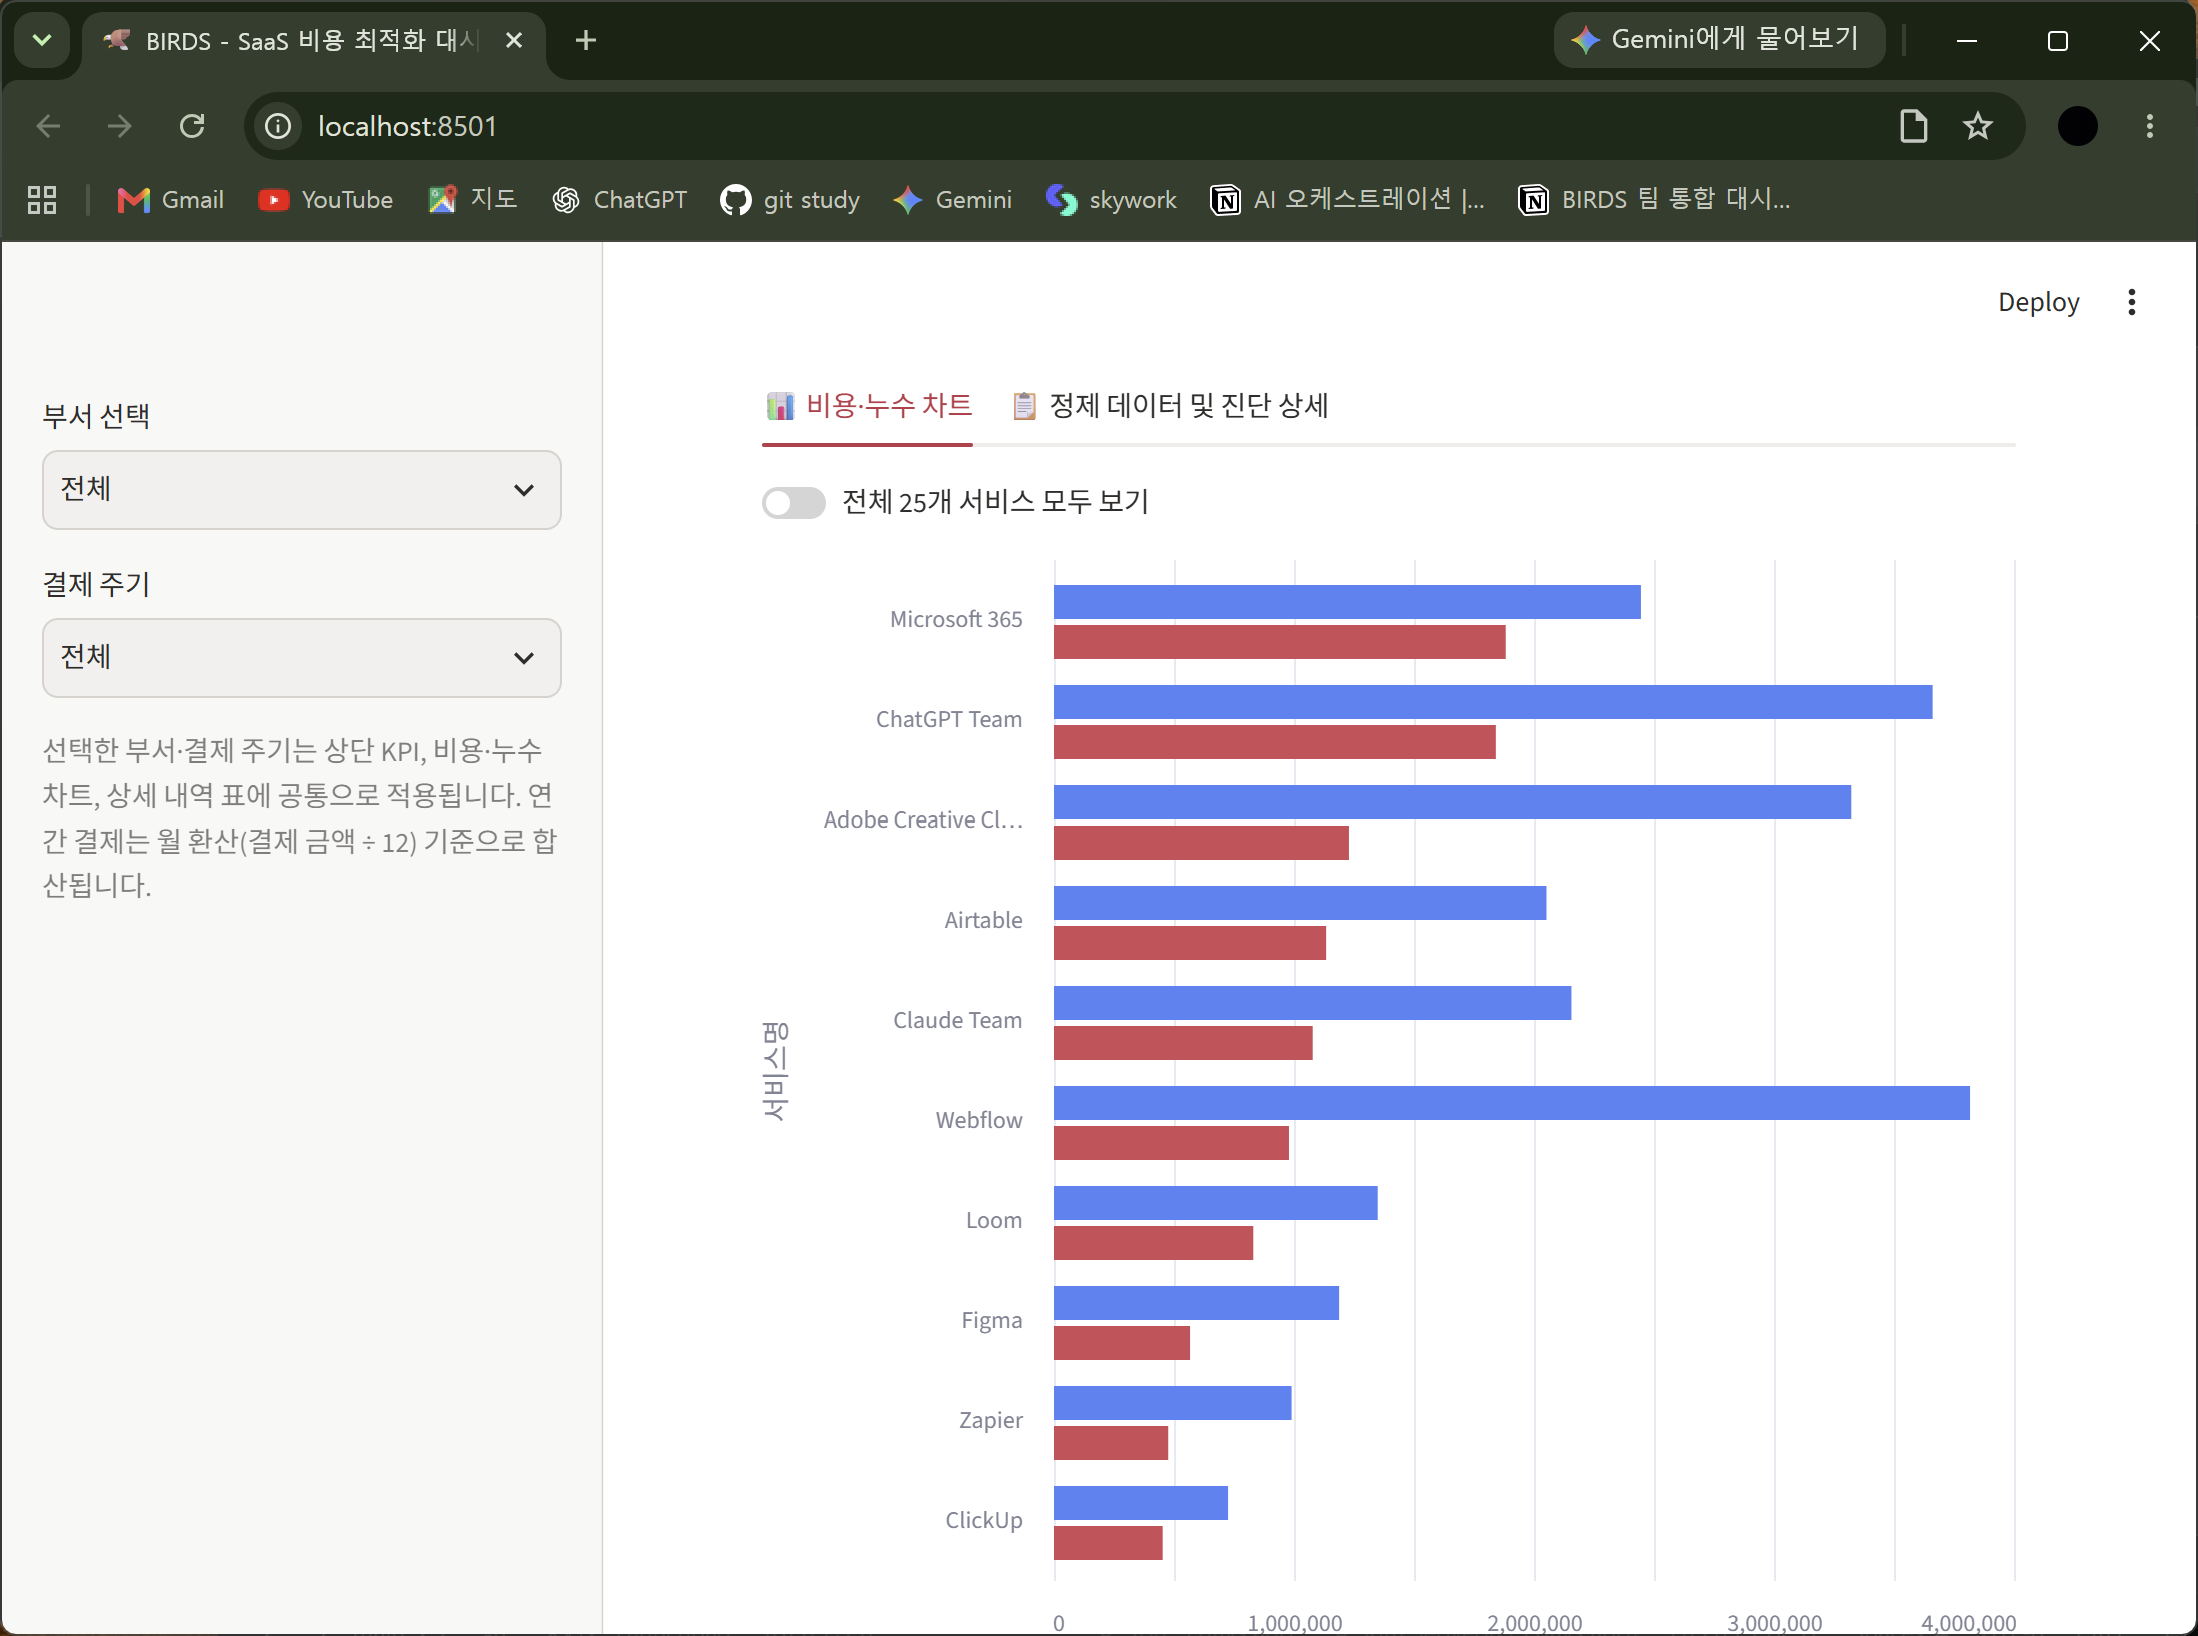 BIRDS - SaaS 비용 최적화 대시
Gemini에게 물어보기
localhost:8501
Gmail
YouTube
지도
ChatGPT
git study
Gemini
skywork
AI 오케스트레이션 |...
BIRDS 팀 통합 대시...
Deploy
부서 선택
전체
결제 주기
전체
선택한 부서·결제 주기는 상단 KPI, 비용·누수
차트, 상세 내역 표에 공통으로 적용됩니다. 연
간 결제는 월 환산(결제 금액 ÷ 12) 기준으로 합
산됩니다.
비용·누수 차트
정제 데이터 및 진단 상세
전체 25개 서비스 모두 보기
서비스명
Microsoft 365
ChatGPT Team
Adobe Creative Cl…
Airtable
Claude Team
Webflow
Loom
Figma
Zapier
ClickUp
0 1,000,000 2,000,000 3,000,000 4,000,000